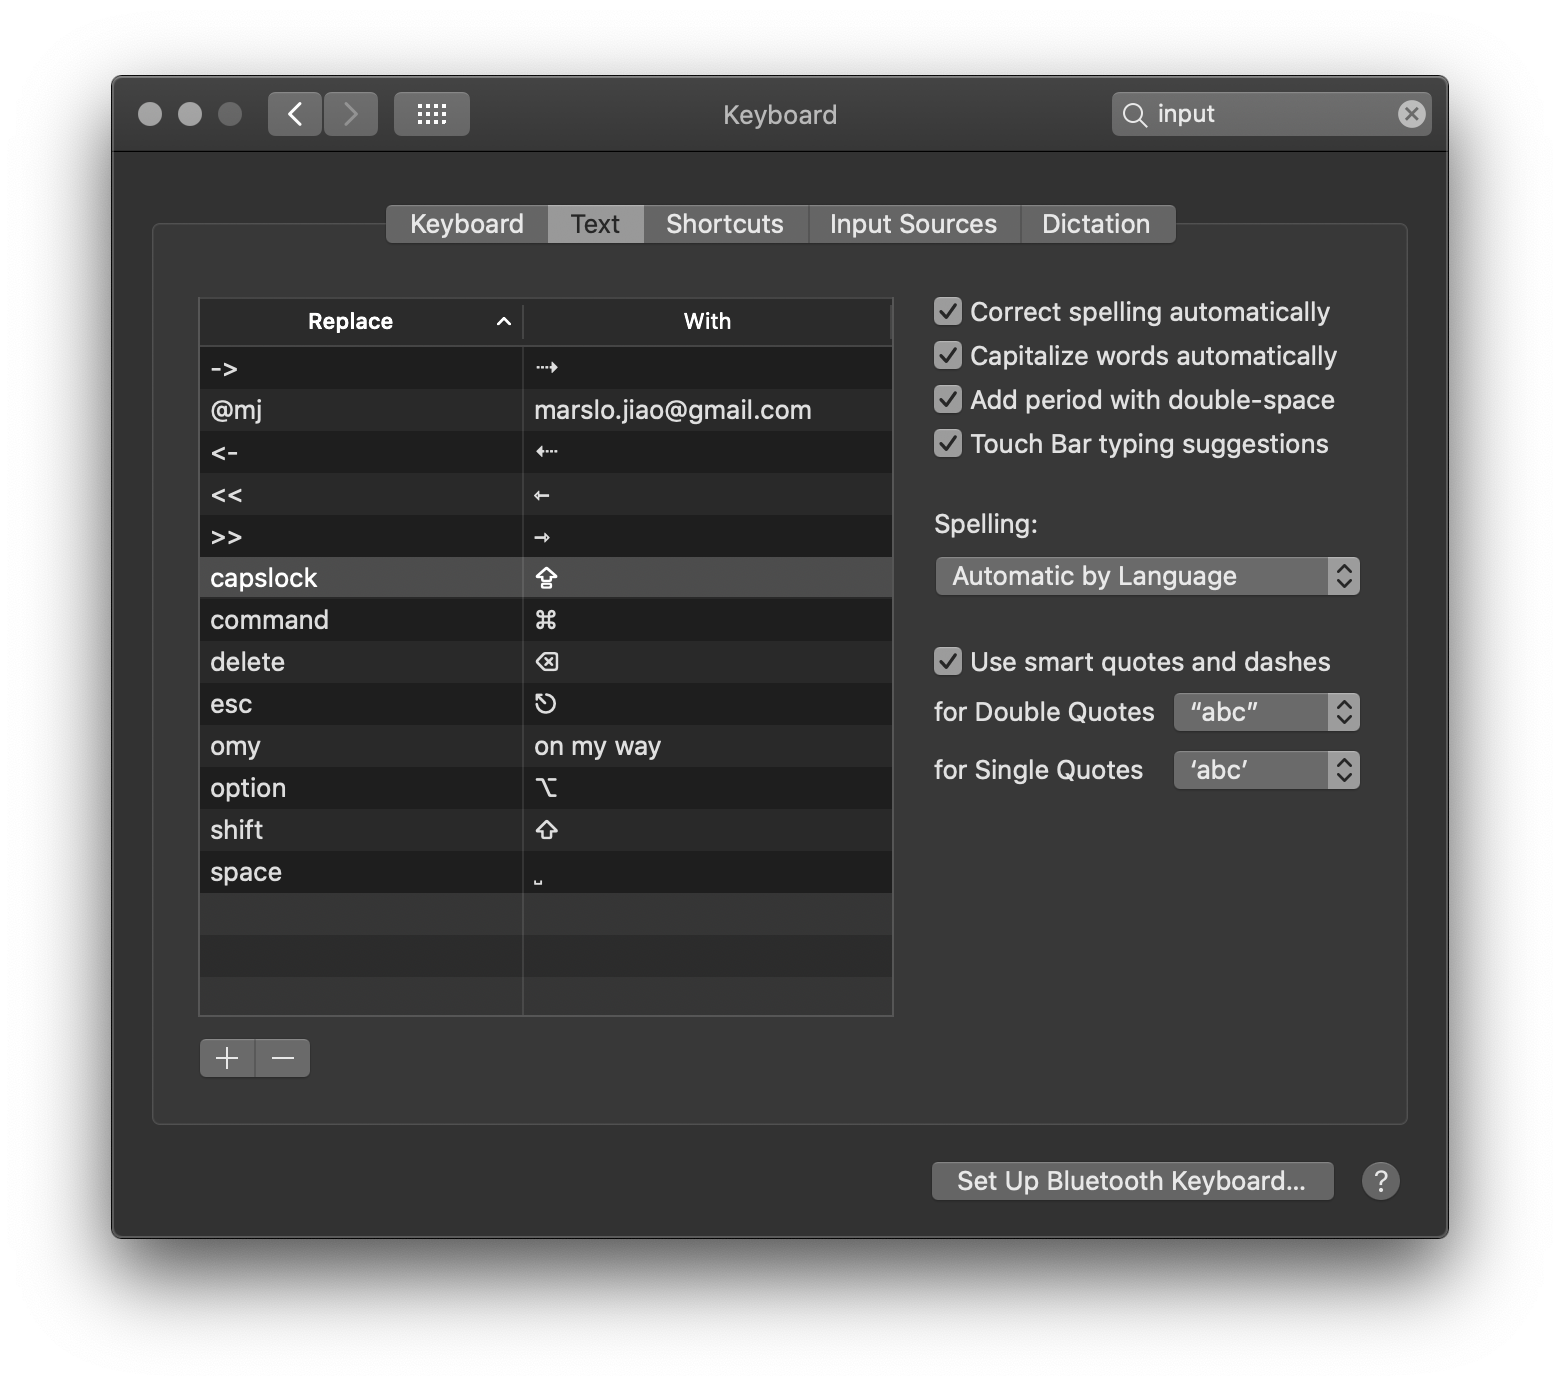 Keyboard
input
Keyboard Text Shortcuts Input Sources Dictation
Replace With
-> ⇢
@mj marslo.jiao@gmail.com
<- ⇠
<< ⇽
>> ⇾
capslock ⇪
command ⌘
delete ⌫
esc ⎋
omy on my way
option ⌥
shift ⇧
space ˽
Correct spelling automatically
Capitalize words automatically
Add period with double-space
Touch Bar typing suggestions
Spelling:
Automatic by Language
Use smart quotes and dashes
for Double Quotes “abc”
for Single Quotes ‘abc’
Set Up Bluetooth Keyboard... ?